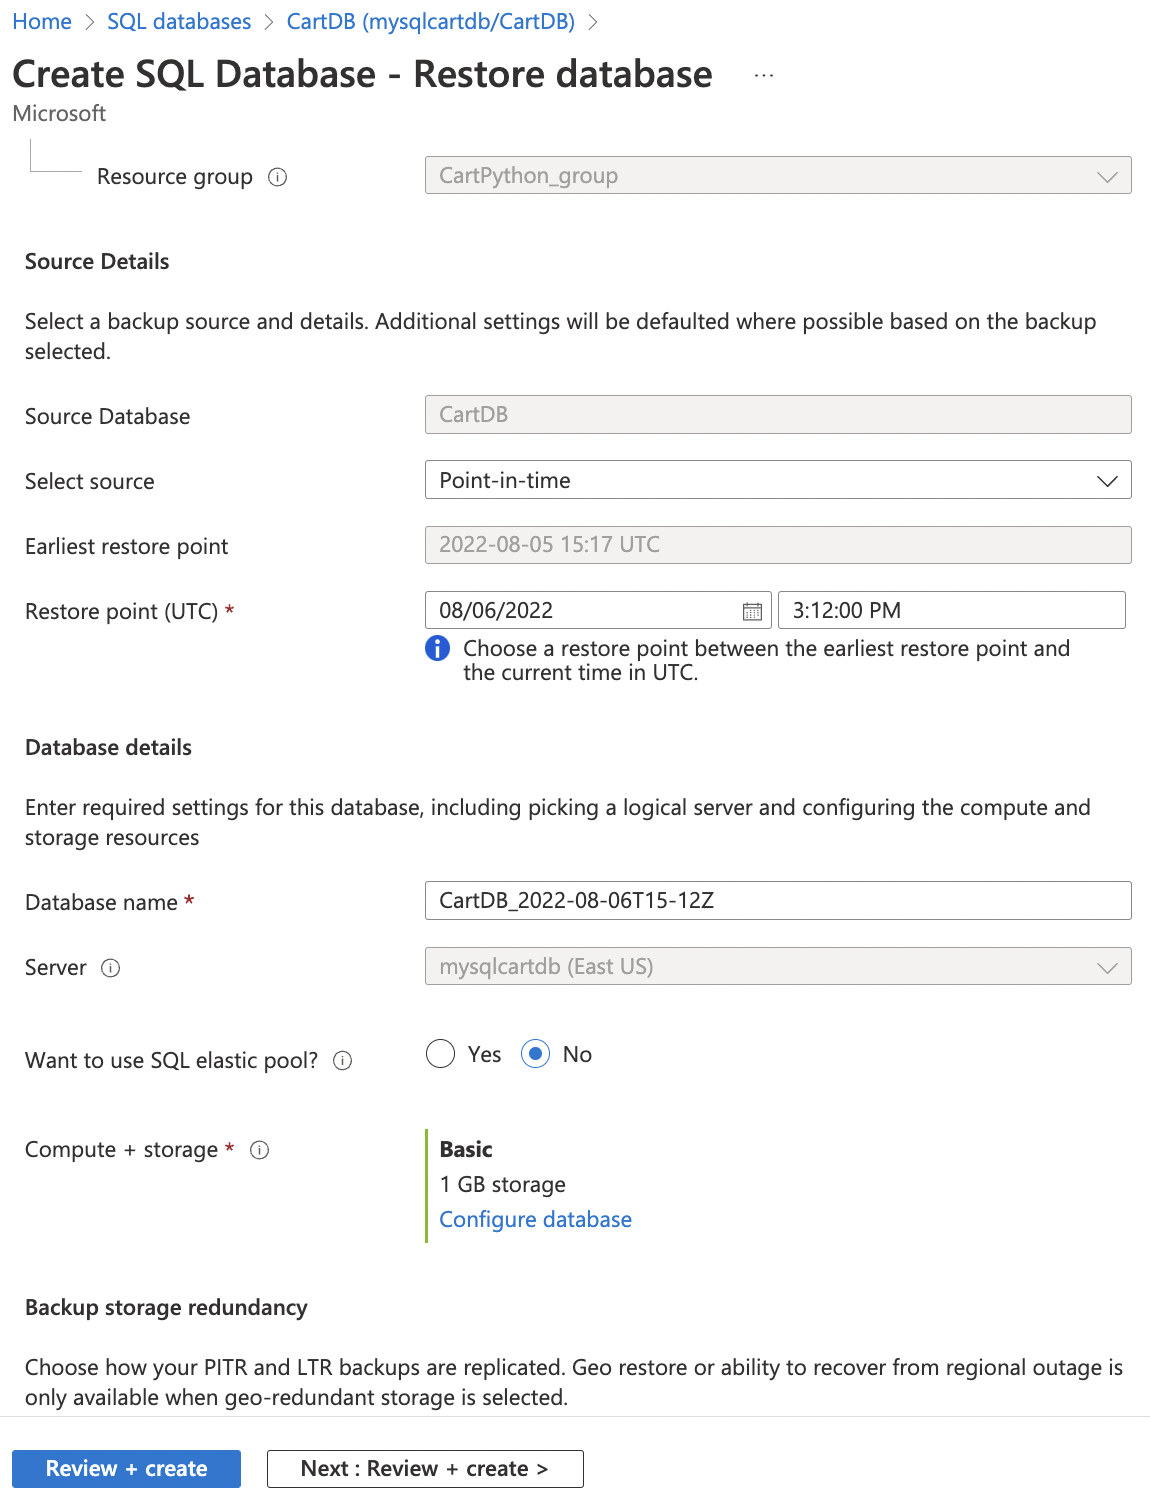 Home > SQL databases > CartDB (mysqlcartdb/CartDB) >
Create SQL Database - Restore database ...
Microsoft
Resource group
CartPython_group
Source Details
Select a backup source and details. Additional settings will be defaulted where possible based on the backup
selected.
Source Database
CartDB
Select source
Point-in-time
Earliest restore point
2022-08-05 15:17 UTC
Restore point (UTC) *
08/06/2022
3:12:00 PM
Choose a restore point between the earliest restore point and
the current time in UTC.
Database details
Enter required settings for this database, including picking a logical server and configuring the compute and
storage resources
Database name *
CartDB_2022-08-06T15-12Z
Server
mysqlcartdb (East US)
Want to use SQL elastic pool?
Yes
No
Compute + storage *
Basic
1 GB storage
Configure database
Backup storage redundancy
Choose how your PITR and LTR backups are replicated. Geo restore or ability to recover from regional outage is
only available when geo-redundant storage is selected.
Review + create
Next : Review + create >